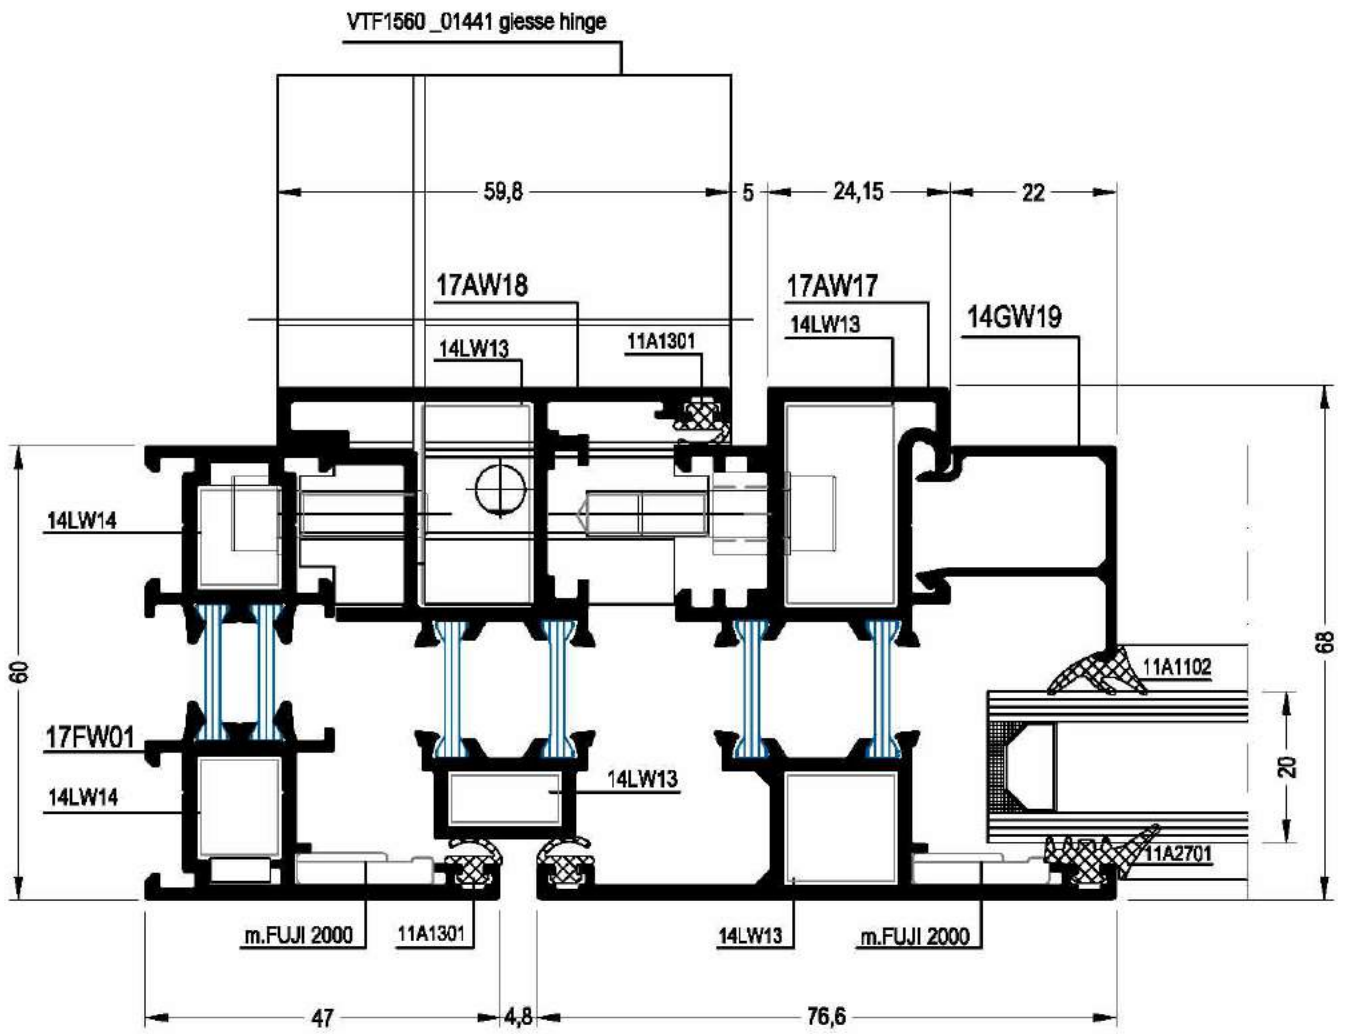 VTF1560 _01441 giesse hinge
59,8
5
24,15
22
17AW18
17AW17
14LW13
11A1301
14LW13
14GW19
14LW14
60
68
11A1102
17FW01
14LW14
14LW13
20
11A2701
m.FUJI 2000
11A1301
14LW13
m.FUJI 2000
47
4,8
76,6